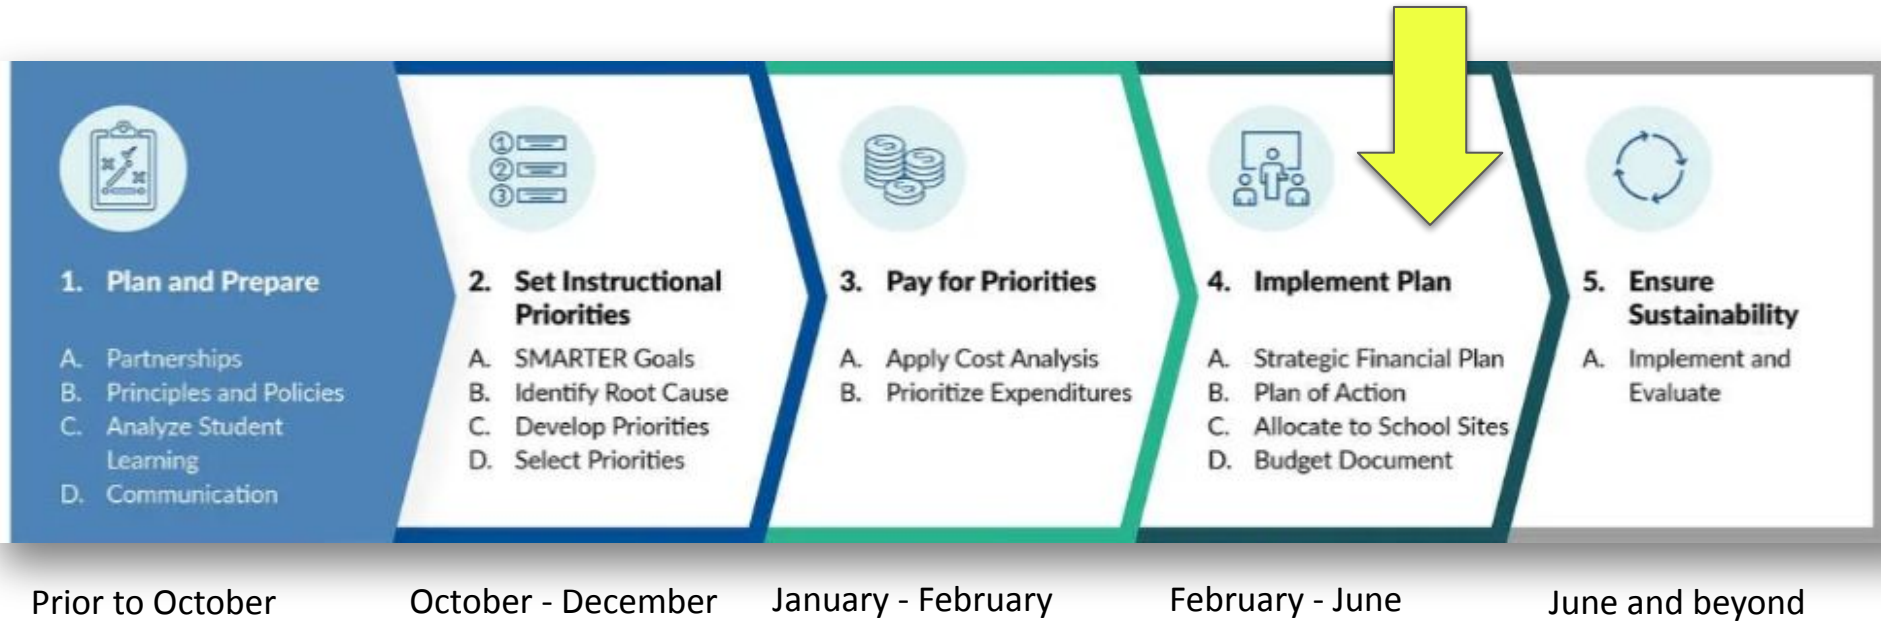 1. Plan and Prepare
A. Partnerships
B. Principles and Policies
C. Analyze Student
Learning
D. Communication
1
2
3
2. Set Instructional
Priorities
A. SMARTER Goals
B. Identify Root Cause
C. Develop Priorities
D. Select Priorities
3. Pay for Priorities
A. Apply Cost Analysis
B. Prioritize Expenditures
4. Implement Plan
A. Strategic Financial Plan
B. Plan of Action
C. Allocate to School Sites
D. Budget Document
5. Ensure
Sustainability
A. Implement and
Evaluate
Prior to October
October - December
January - February
February - June
June and beyond